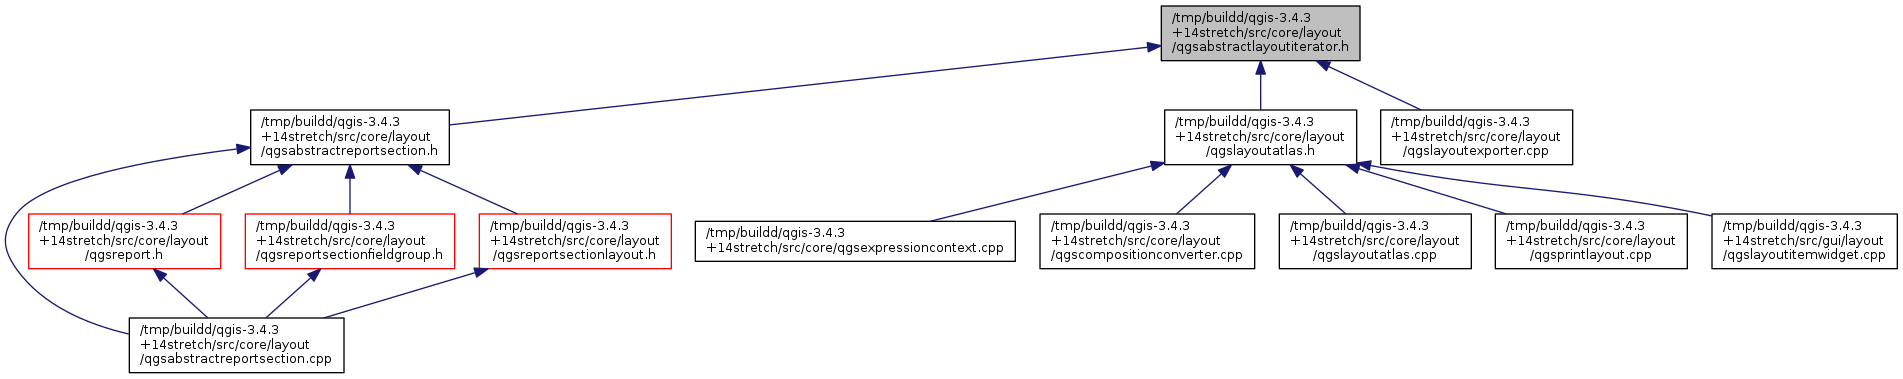 /tmp/buildd/qgis-3.4.3
+14stretch/src/core/layout
/qgsabstractlayoutiterator.h
/tmp/buildd/qgis-3.4.3
+14stretch/src/core/layout
/qgsabstractreportsection.h
/tmp/buildd/qgis-3.4.3
+14stretch/src/core/layout
/qgslayoutatlas.h
/tmp/buildd/qgis-3.4.3
+14stretch/src/core/layout
/qgslayoutexporter.cpp
/tmp/buildd/qgis-3.4.3
+14stretch/src/core/layout
/qgsreport.h
/tmp/buildd/qgis-3.4.3
+14stretch/src/core/layout
/qgsreportsectionfieldgroup.h
/tmp/buildd/qgis-3.4.3
+14stretch/src/core/layout
/qgsreportsectionlayout.h
/tmp/buildd/qgis-3.4.3
+14stretch/src/core/qgsexpressioncontext.cpp
/tmp/buildd/qgis-3.4.3
+14stretch/src/core/layout
/qgscompositionconverter.cpp
/tmp/buildd/qgis-3.4.3
+14stretch/src/core/layout
/qgslayoutatlas.cpp
/tmp/buildd/qgis-3.4.3
+14stretch/src/core/layout
/qgsprintlayout.cpp
/tmp/buildd/qgis-3.4.3
+14stretch/src/gui/layout
/qgslayoutitemwidget.cpp
/tmp/buildd/qgis-3.4.3
+14stretch/src/core/layout
/qgsabstractreportsection.cpp